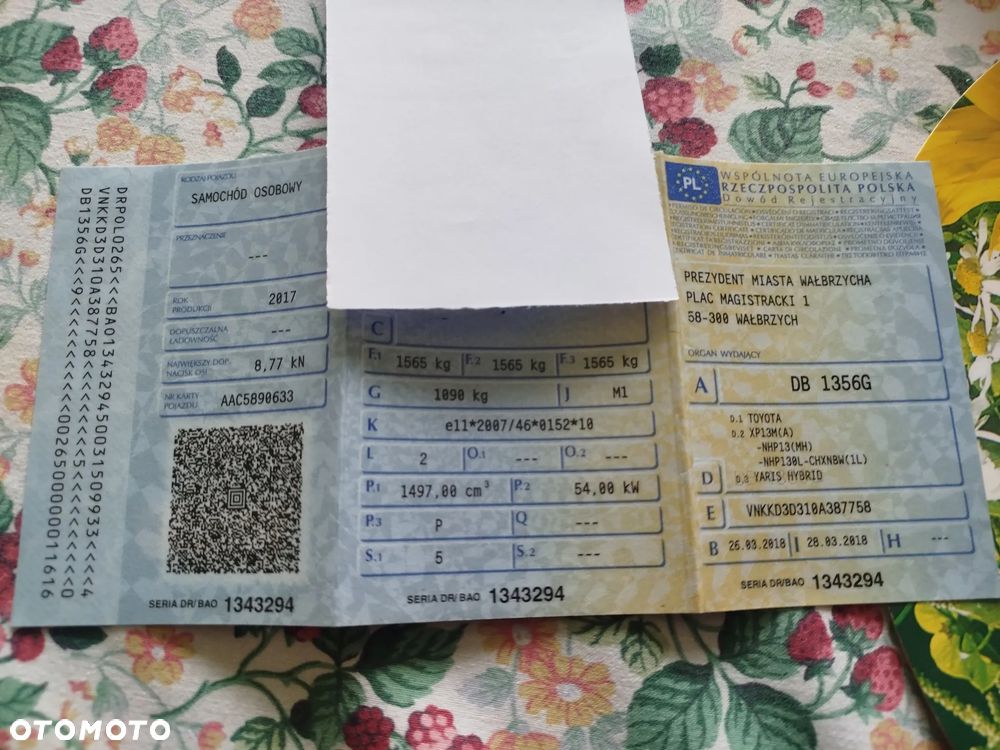 DRPOL0265<<<BAO1343294500315D9933<<<4
VNKKD3D310A387758<<<<<<<<<5<<<<<<<<<0
DB1356G<<9<<<<<<<<<<<<<<<0026500000011616
RODZAJ POJAZDU
SAMOCHÓD OSOBOWY
PRZEZNACZENIE
---
ROK PRODUKCJI 2017
DOPUSZCZALNA ŁADOWNOŚĆ ---
NAJWIĘKSZY DOP. NACISK OSI 8,77 kN
NR KARTY POJAZDU AAC5890633
SERIA DR/BAO 1343294
C
F.1 1565 kg F.2 1565 kg F.3 1565 kg
G 1090 kg J M1
K e11*2007/46*0152*10
L 2 O.1 --- O.2 ---
P.1 1497,00 cm³ P.2 54,00 kW
P.3 P Q ---
S.1 5 S.2 ---
SERIA DR/BAO 1343294
PL
WSPÓLNOTA EUROPEJSKA
RZECZPOSPOLITA POLSKA
Dowód Rejestracyjny
PREZYDENT MIASTA WAŁBRZYCHA
PLAC MAGISTRACKI 1
58-300 WAŁBRZYCH
ORGAN WYDAJĄCY
A DB 1356G
D.1 TOYOTA
D.2 XP13M(A)
-NHP13(MH)
-NHP130L-CHXNBW(1L)
D D.3 YARIS HYBRID
E VNKKD3D310A387758
B 26.03.2018 I 28.03.2018 H ---
SERIA DR/BAO 1343294
OTOMOTO